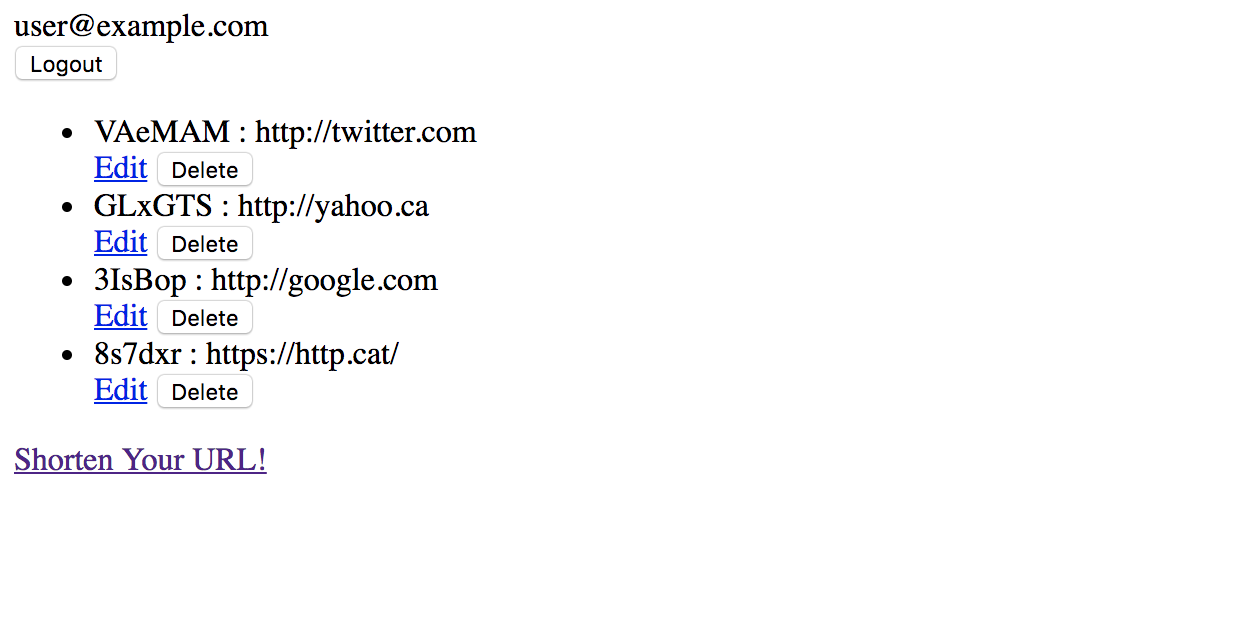 user@example.com
Logout
VAeMAM : http://twitter.com
Edit Delete
GLxGTS : http://yahoo.ca
Edit Delete
3IsBop : http://google.com
Edit Delete
8s7dxr : https://http.cat/
Edit Delete
Shorten Your URL!